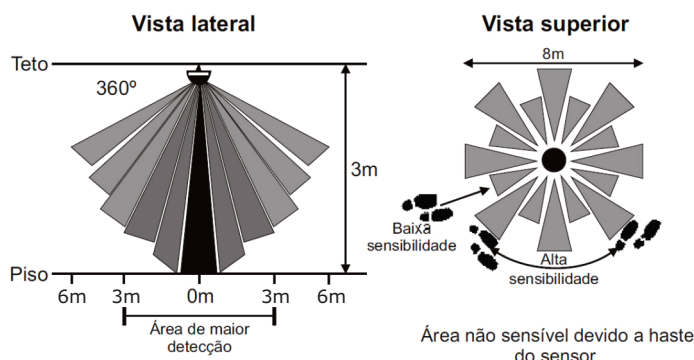 Vista lateral
Vista superior
Teto
360º
8m
3m
Baixa
sensibilidade
Alta
sensibilidade
Piso
6m 3m 0m 3m 6m
Área de maior
detecção
Área não sensível devido a haste
do sensor